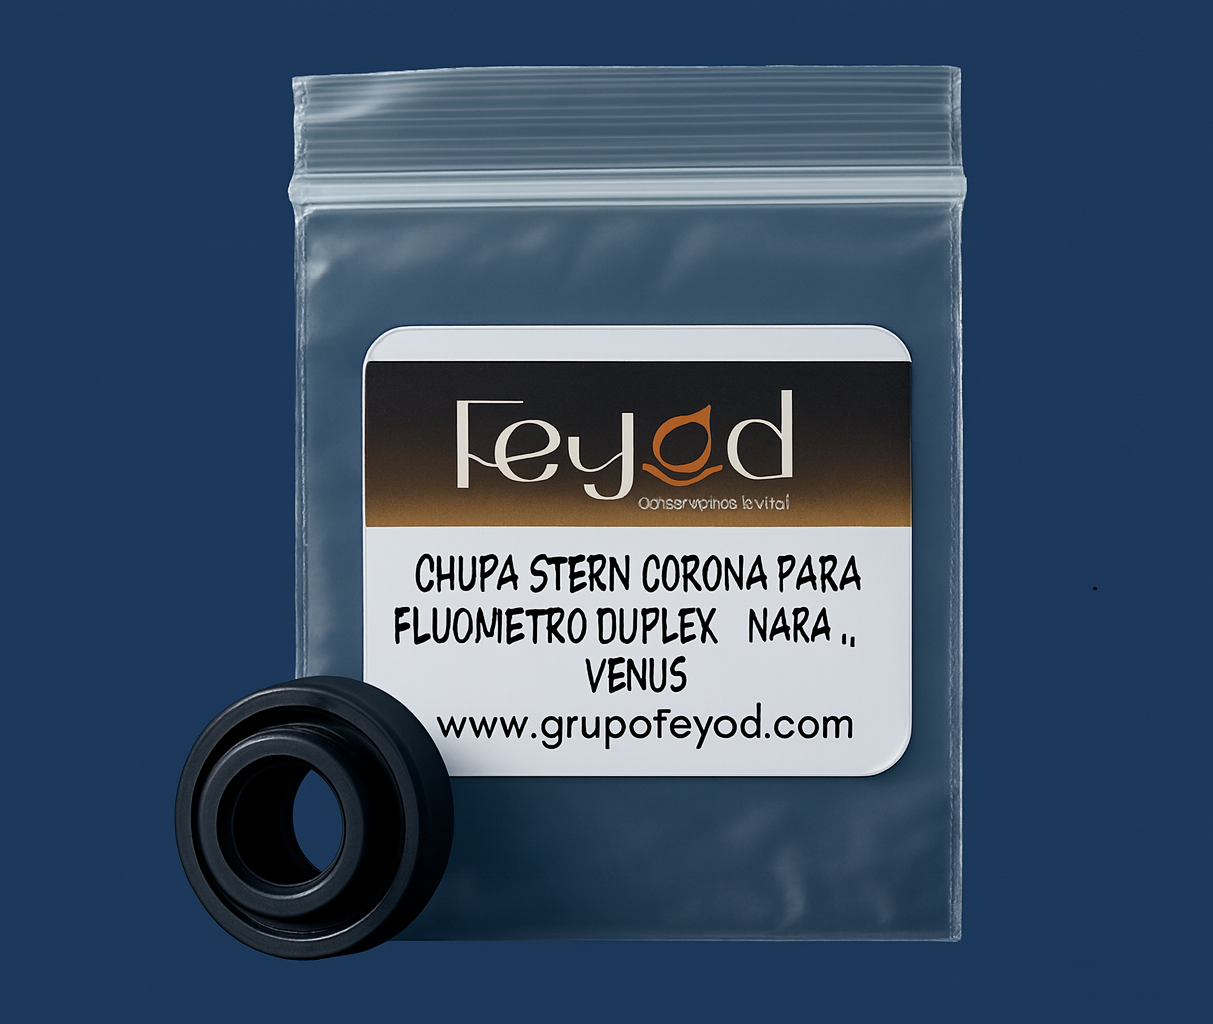 Feyod
CHUPA STERN CORONA PARA
FLUOMETRO DUPLEX NARA ..
VENUS
www.grupofeyod.com